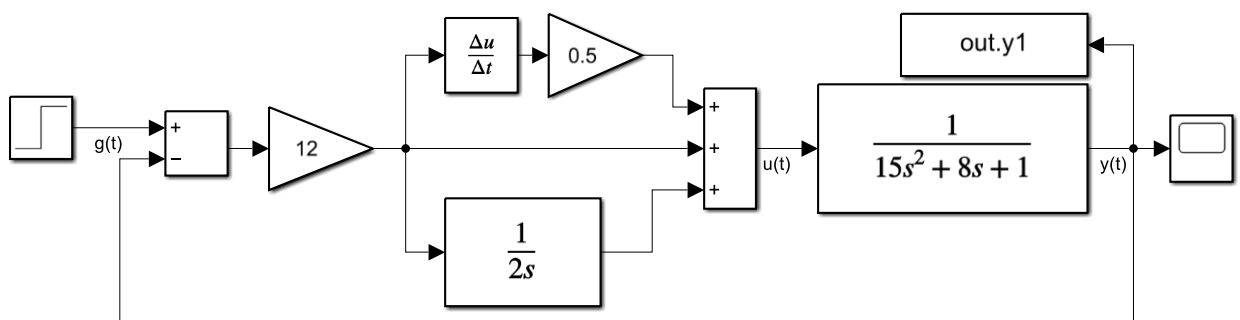 g(t)
+
−
12
Δu
Δt
0.5
1
2s
+
+
+
u(t)
1
15s² + 8s + 1
out.y1
y(t)